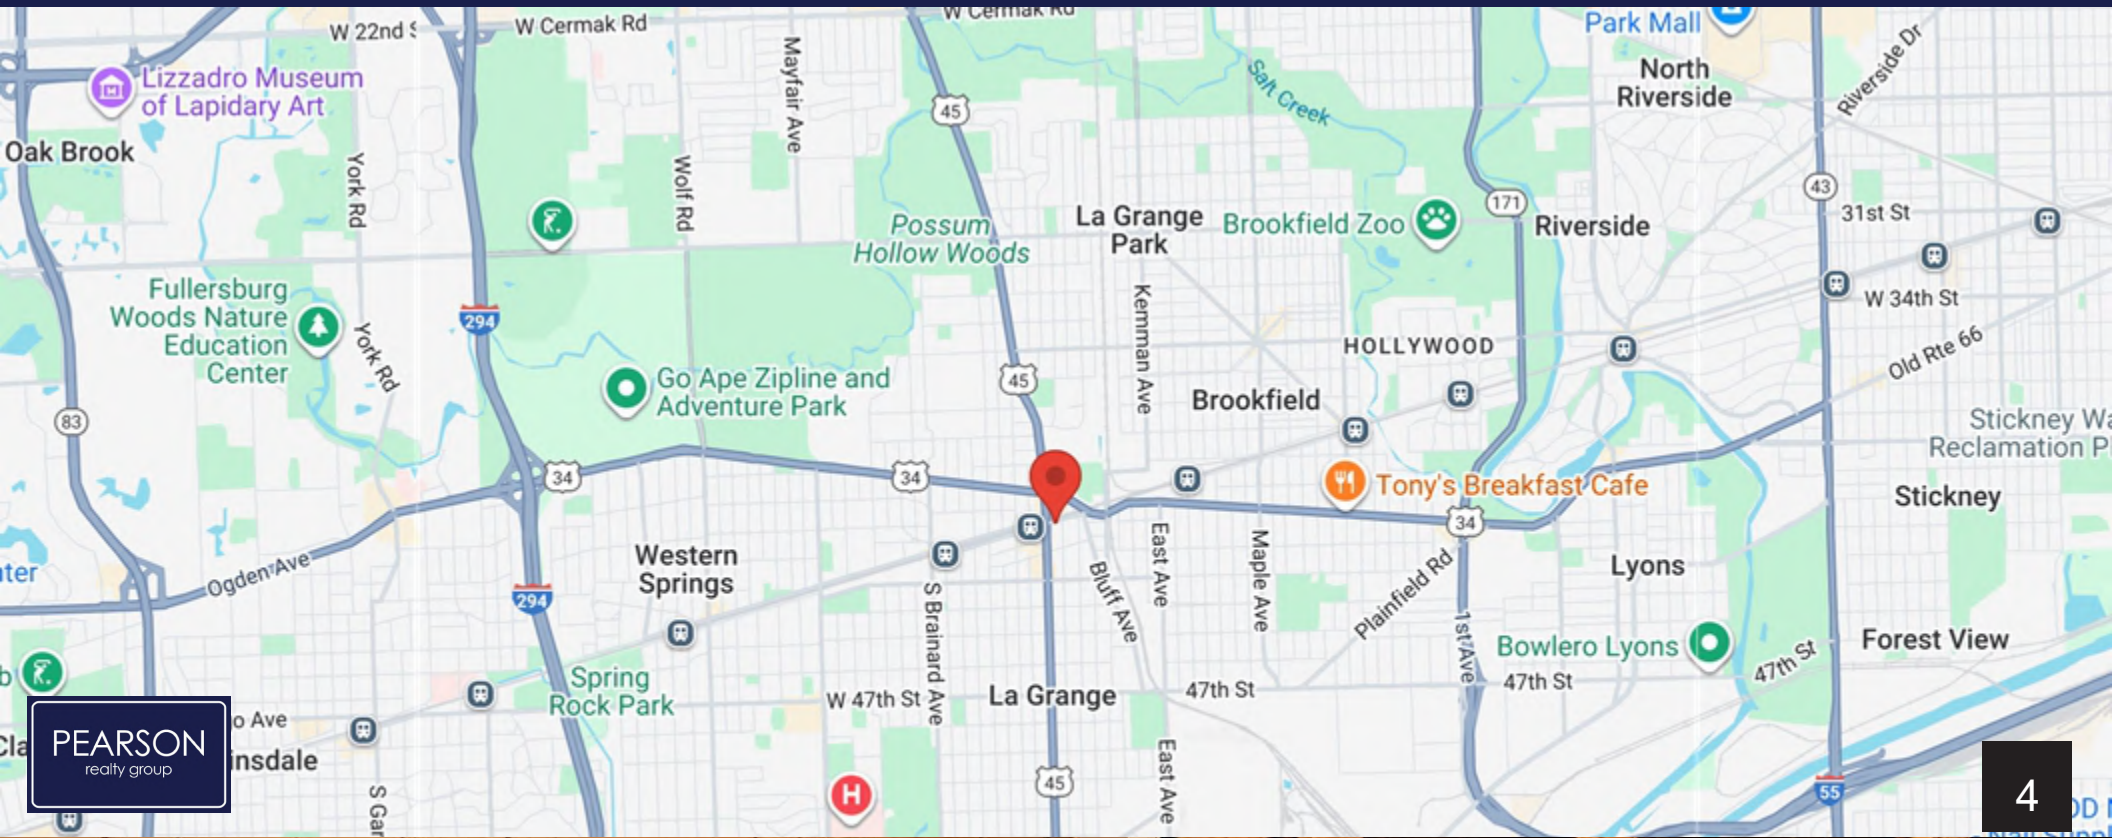 W 22nd S
W Cermak Rd
W Cermak Rd
Park Mall
Lizzadro Museum
of Lapidary Art
Mayfair Ave
45
Salt Creek
North
Riverside
Riverside Dr
Oak Brook
York Rd
Wolf Rd
Possum
Hollow Woods
La Grange
Park
Brookfield Zoo
171
Riverside
43
31st St
Fullersburg
Woods Nature
Education
Center
York Rd
294
Kemman Ave
HOLLYWOOD
W 34th St
Old Rte 66
Go Ape Zipline and
Adventure Park
45
Brookfield
83
34
34
Tony's Breakfast Cafe
34
Stickney Wa
Reclamation Pl
Stickney
Ogden Ave
nter
294
Western
Springs
S Brainard Ave
Bluff Ave
East Ave
Maple Ave
Plainfield Rd
1st Ave
Lyons
Bowlero Lyons
47th St
Forest View
Spring
Rock Park
W 47th St
La Grange
47th St
47th St
b
o Ave
Cla
insdale
PEARSON
realty group
S Gar
H
45
East Ave
55
4
DD N